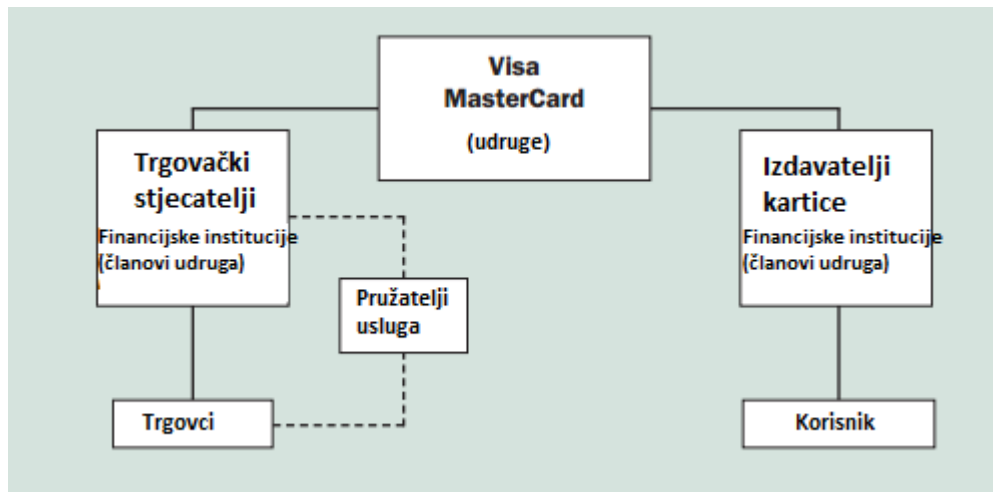 Visa
MasterCard
(udruge)
Trgovački
stjecatelji
Financijske institucije
(članovi udruga)
Izdavatelji
kartice
Financijske institucije
(članovi udruga)
Pružatelji
usluga
Trgovci
Korisnik